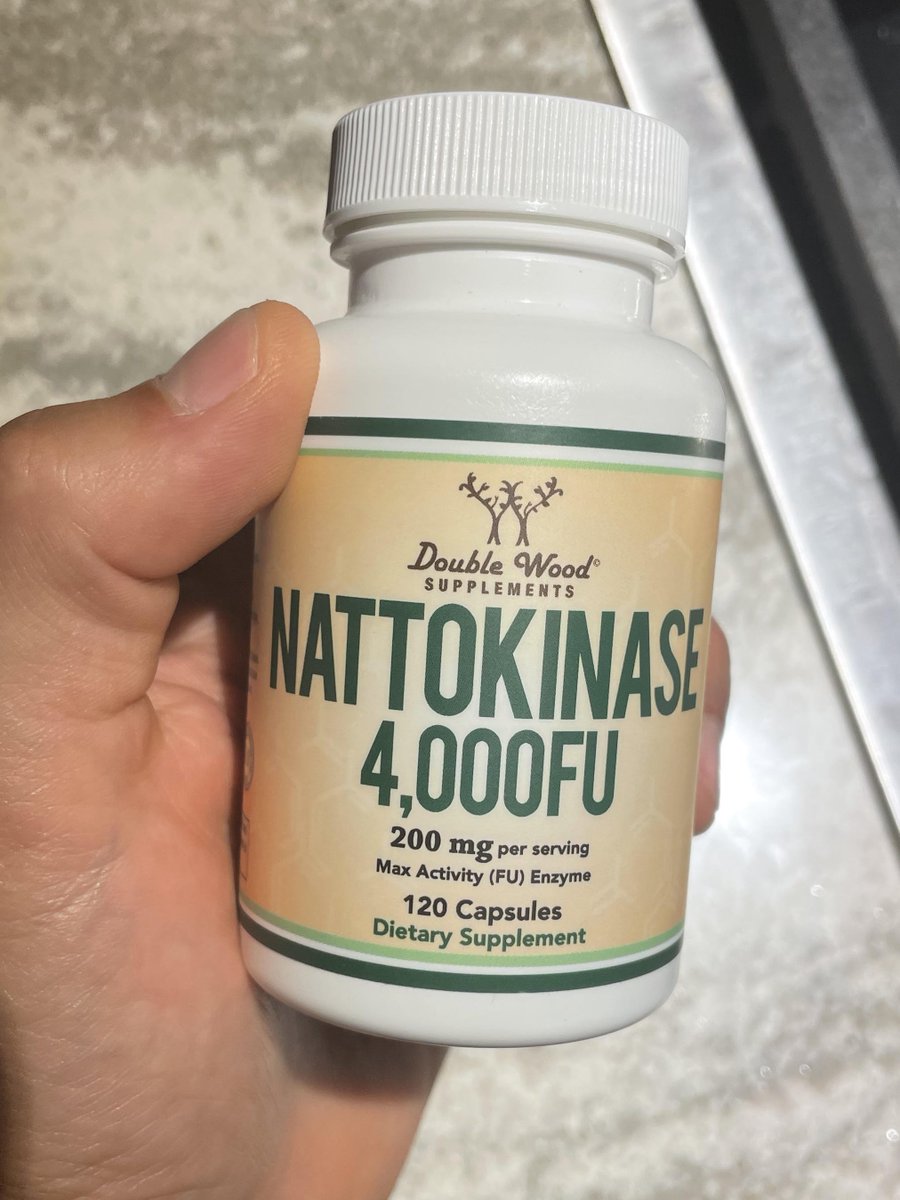 Double Wood©
SUPPLEMENTS
NATTOKINASE
4,000FU
200 mg per serving
Max Activity (FU) Enzyme
120 Capsules
Dietary Supplement